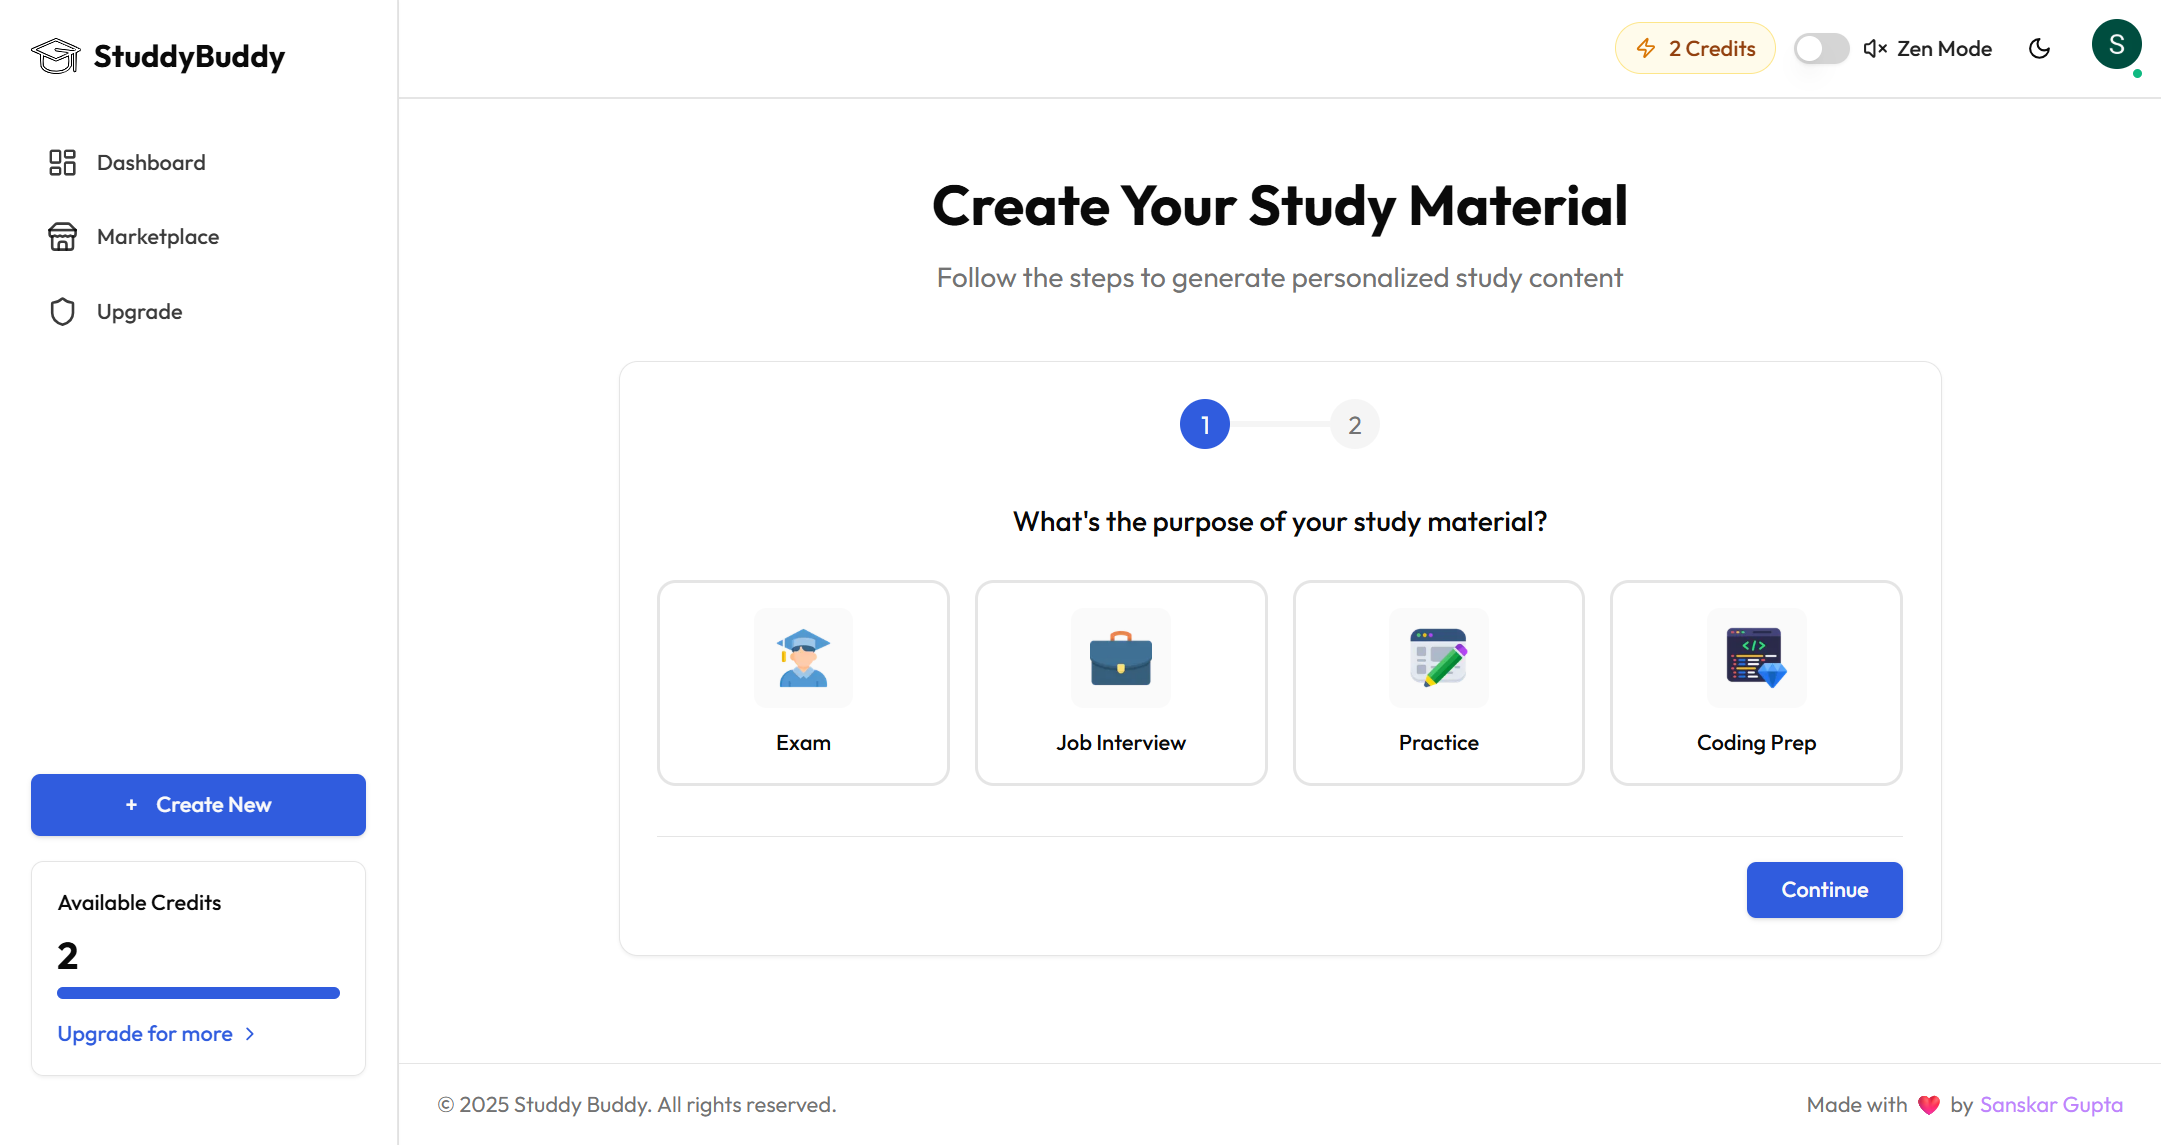 StuddyBuddy
2 Credits
Zen Mode
S
Dashboard
Marketplace
Upgrade
Create Your Study Material
Follow the steps to generate personalized study content
1
2
What's the purpose of your study material?
Exam
Job Interview
Practice
Coding Prep
+ Create New
Continue
Available Credits
2
Upgrade for more >
© 2025 Studdy Buddy. All rights reserved.
Made with ❤️ by Sanskar Gupta